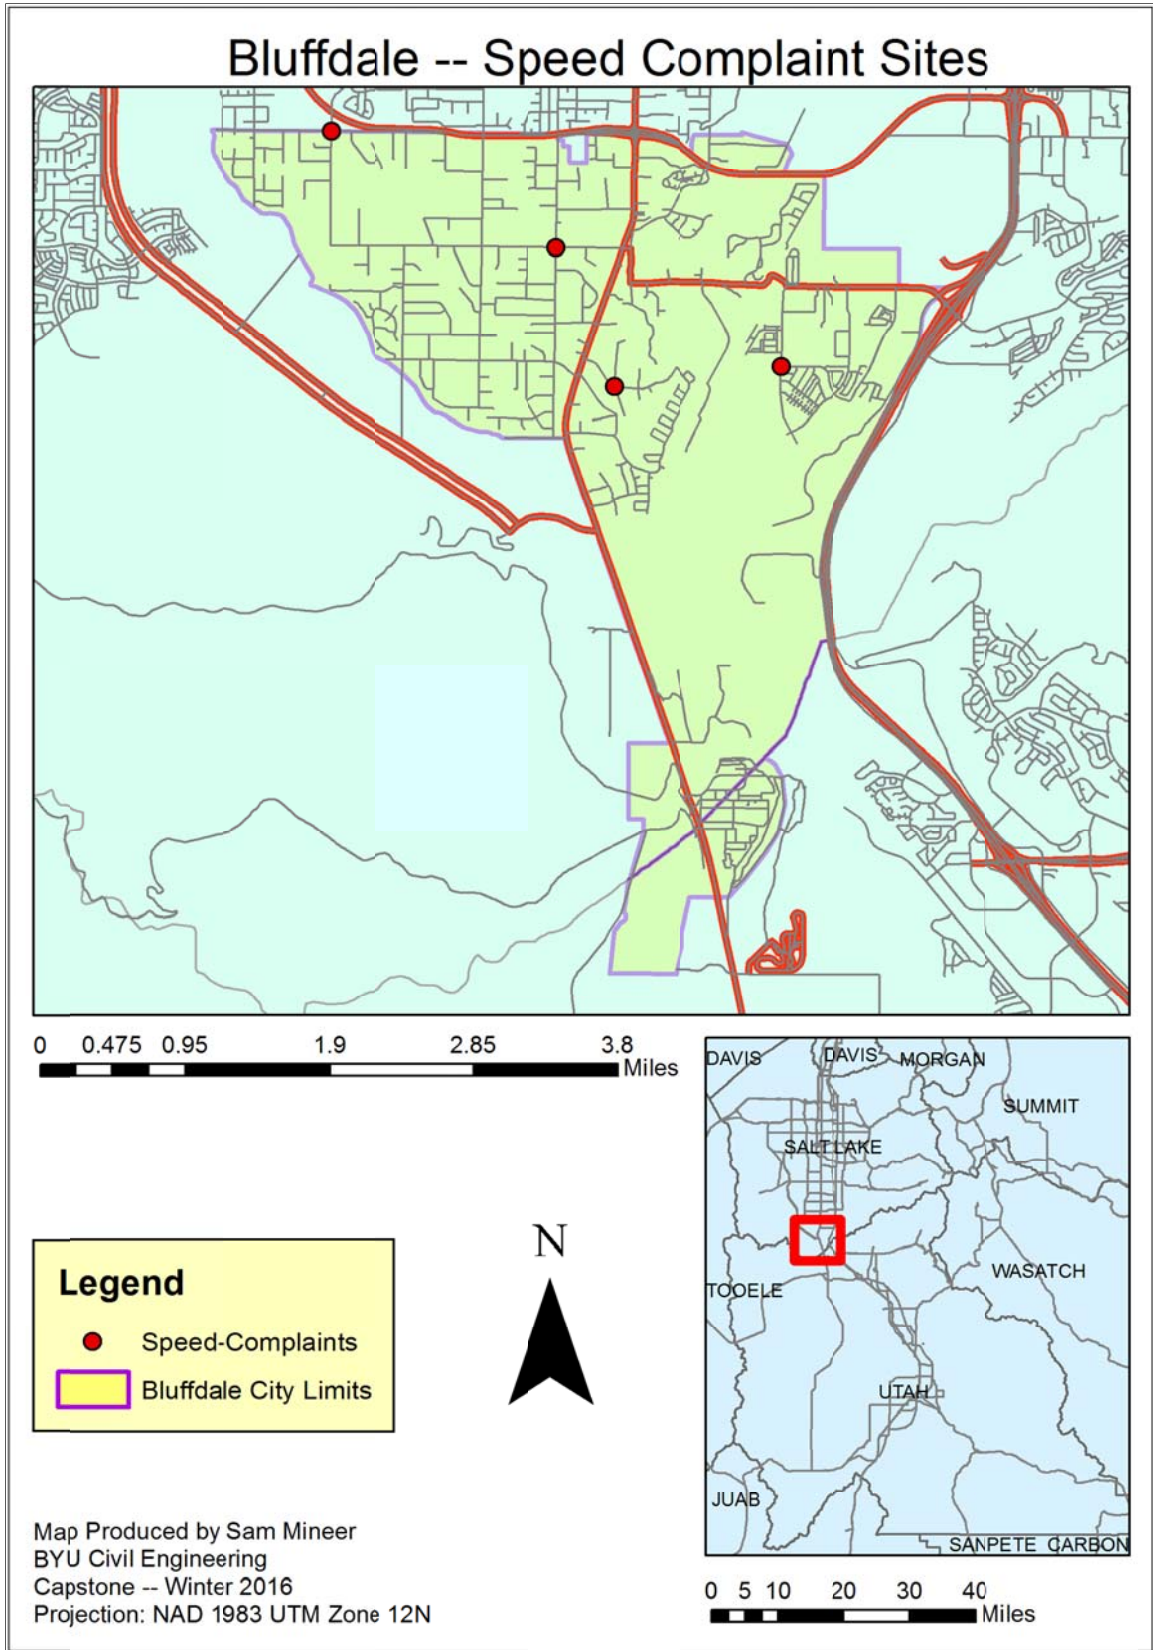 Bluffdale -- Speed Complaint Sites
0 0.475 0.95 1.9 2.85 3.8
Miles
DAVIS DAVIS MORGAN
SUMMIT
SALT LAKE
WASATCH
TOOELE
UTAH
JUAB
SANPETE CARBON
0 5 10 20 30 40
Miles
N
Legend
Speed-Complaints
Bluffdale City Limits
Map Produced by Sam Mineer
BYU Civil Engineering
Capstone -- Winter 2016
Projection: NAD 1983 UTM Zone 12N